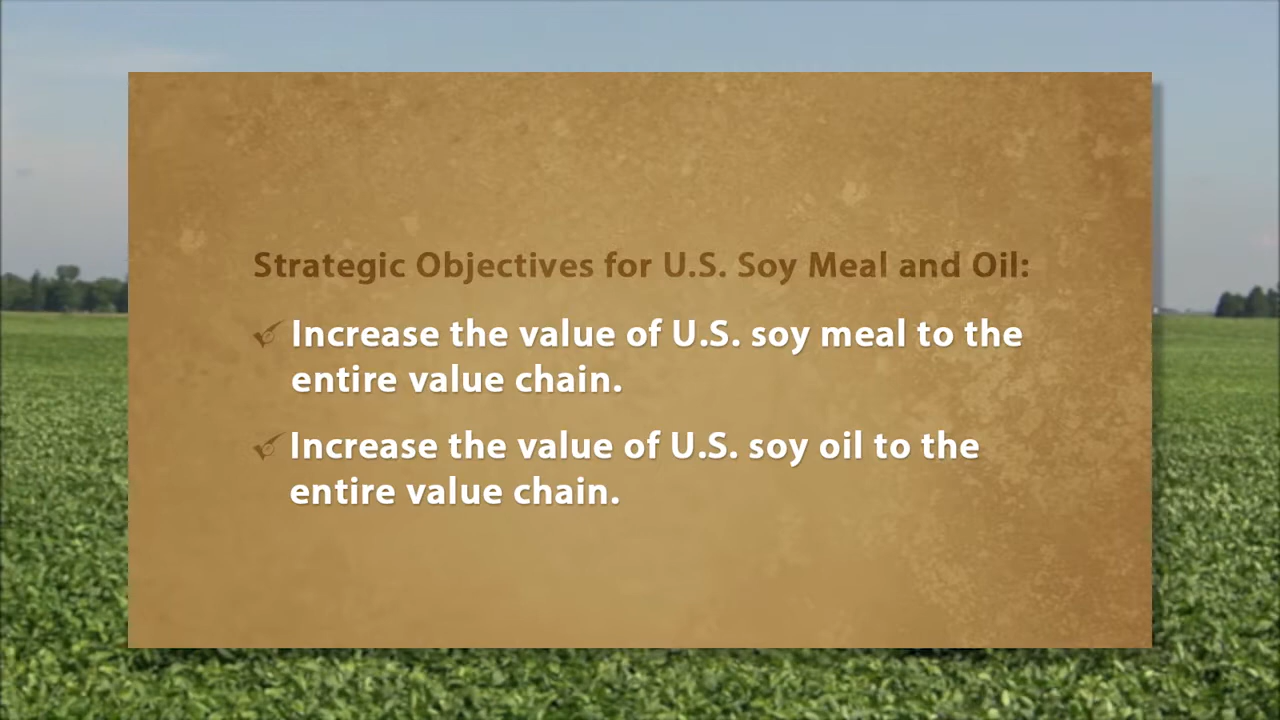 Strategic Objectives for U.S. Soy Meal and Oil:
Increase the value of U.S. soy meal to the
entire value chain.
Increase the value of U.S. soy oil to the
entire value chain.